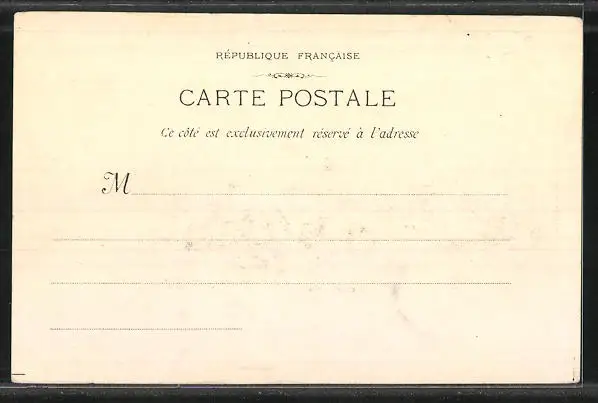 RÉPUBLIQUE FRANÇAISE
CARTE POSTALE
Ce côté est exclusivement réservé à l'adresse
M